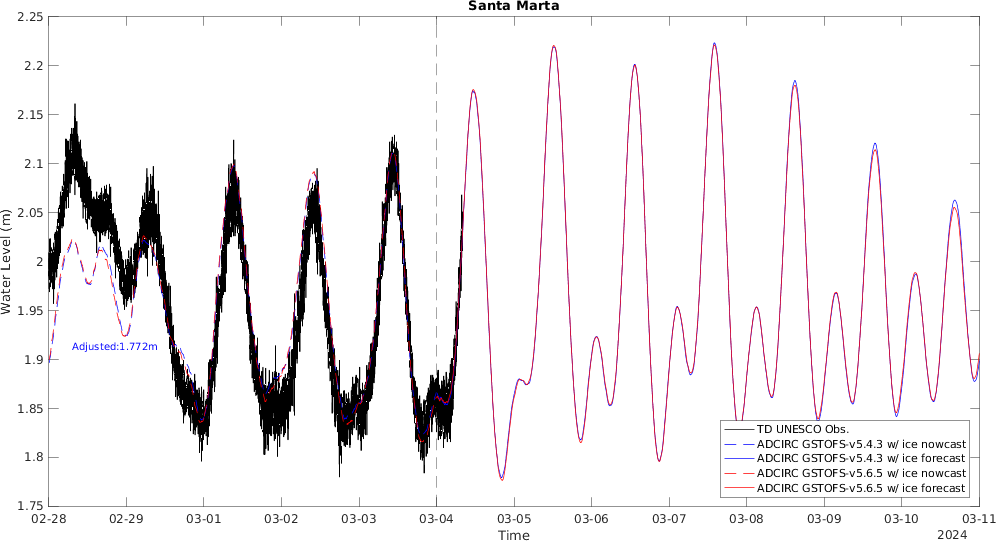 Santa Marta
2.25
2.2
2.15
2.1
2.05
2
1.95
1.9
1.85
1.8
1.75
Water Level (m)
Adjusted:1.772m
TD UNESCO Obs.
ADCIRC GSTOFS-v5.4.3 w/ ice nowcast
ADCIRC GSTOFS-v5.4.3 w/ ice forecast
ADCIRC GSTOFS-v5.6.5 w/ ice nowcast
ADCIRC GSTOFS-v5.6.5 w/ ice forecast
02-28 02-29 03-01 03-02 03-03 03-04 03-05 03-06 03-07 03-08 03-09 03-10 03-11
Time
2024